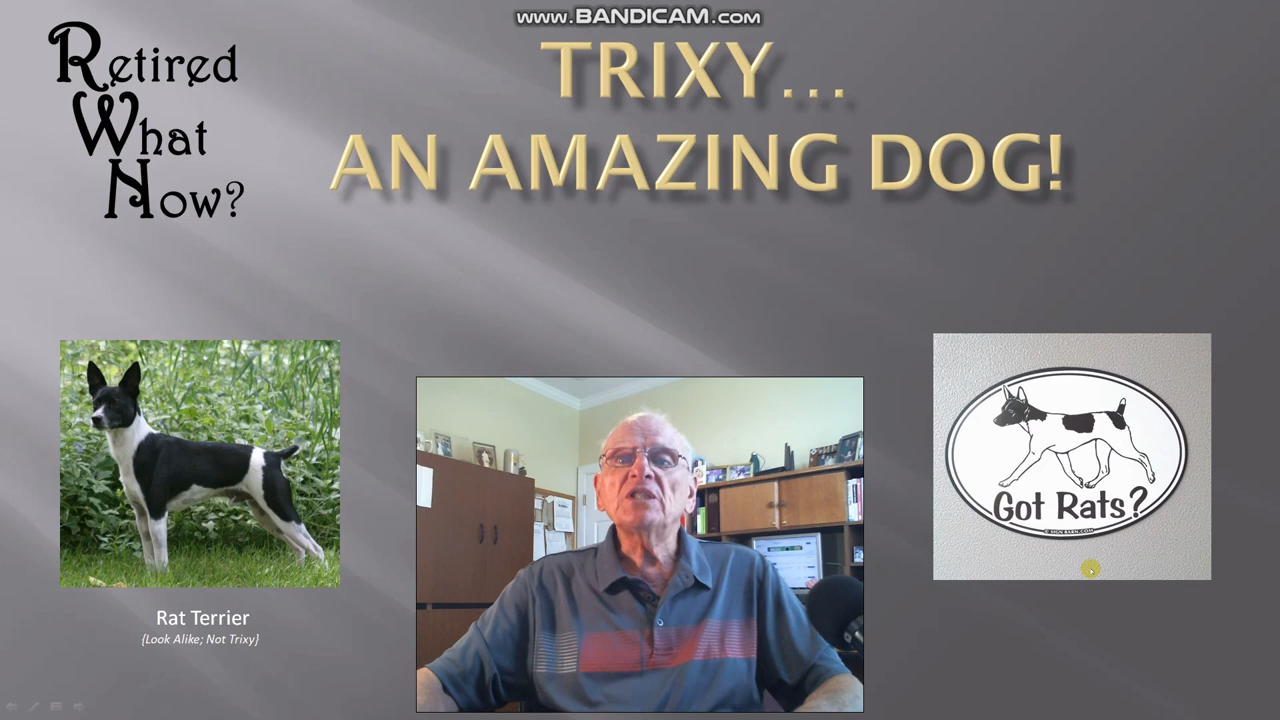 www.BANDICAM.com
Retired
What
Now?
TRIXY...
AN AMAZING DOG!
Got Rats?
Rat Terrier
{Look Alike; Not Trixy}